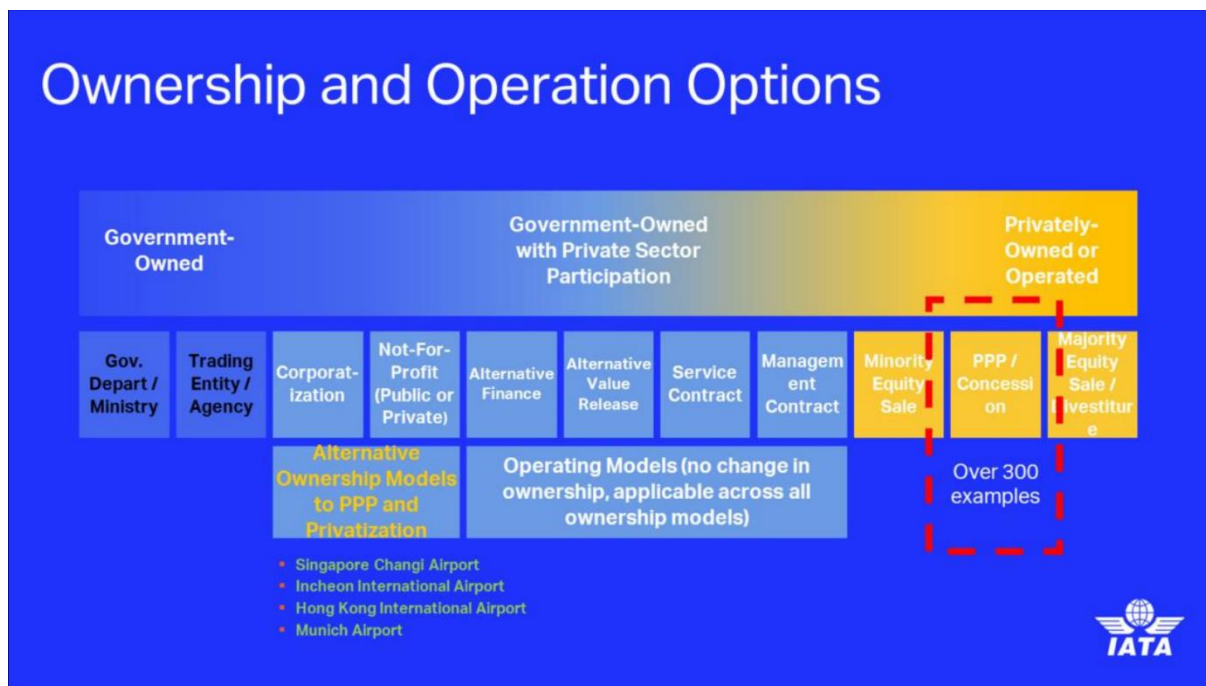 Ownership and Operation Options
Government-
Owned
Government-Owned
with Private Sector
Participation
Privately-
Owned or
Operated
Gov.
Depart /
Ministry
Trading
Entity /
Agency
Corporat-
ization
Not-For-
Profit
(Public or
Private)
Alternative
Finance
Alternative
Value
Release
Service
Contract
Managem
ent
Contract
Minority
Equity
Sale
PPP /
Concessi
on
Majority
Equity
Sale /
Divestitur
e
Alternative
Ownership Models
to PPP and
Privatization
Operating Models (no change in
ownership, applicable across all
ownership models)
Over 300
examples
▪ Singapore Changi Airport
▪ Incheon International Airport
▪ Hong Kong International Airport
▪ Munich Airport
IATA